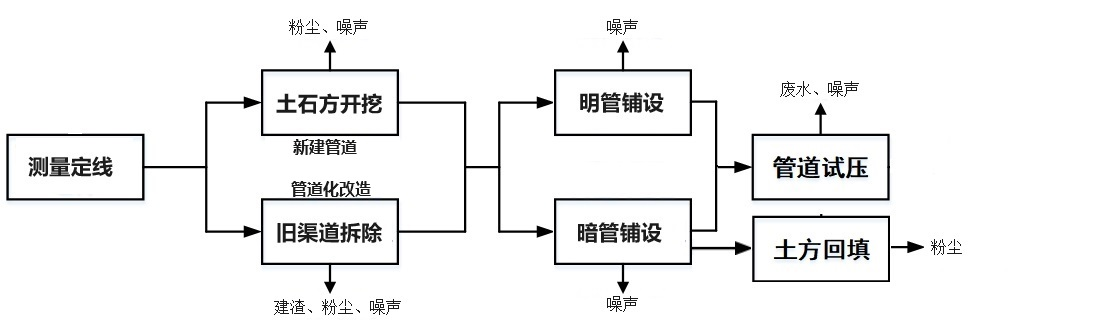 粉尘、噪声
噪声
废水、噪声
土石方开挖
明管铺设
新建管道
测量定线
管道试压
管道化改造
旧渠道拆除
暗管铺设
土方回填
粉尘
建渣、粉尘、噪声
噪声